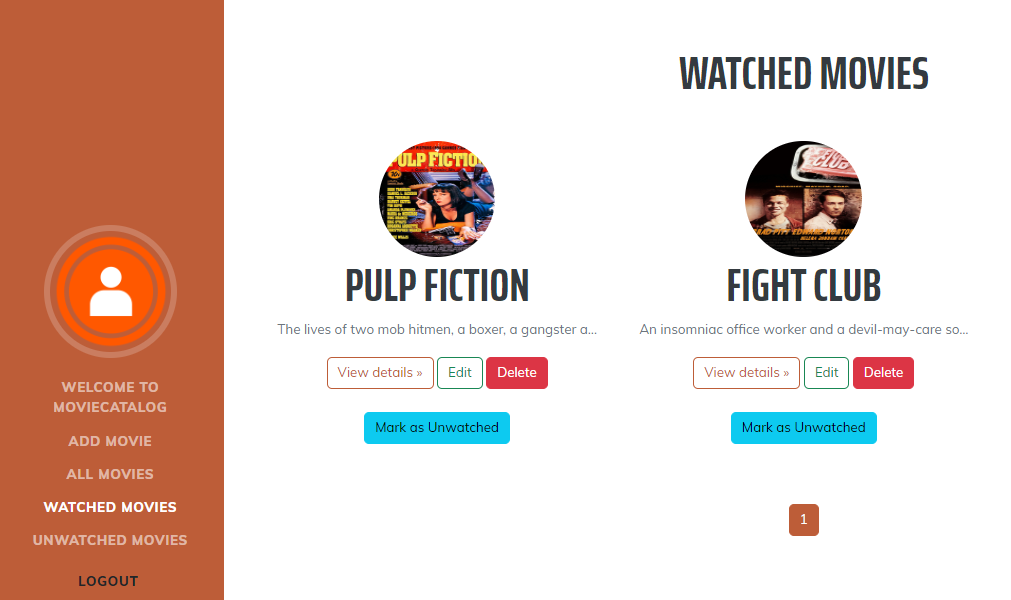 WATCHED MOVIES
PULP FICTION
FIGHT CLUB
The lives of two mob hitmen, a boxer, a gangster a...
An insomniac office worker and a devil-may-care so...
View details »
Edit
Delete
View details »
Edit
Delete
Mark as Unwatched
Mark as Unwatched
1
WELCOME TO
MOVIECATALOG
ADD MOVIE
ALL MOVIES
WATCHED MOVIES
UNWATCHED MOVIES
LOGOUT